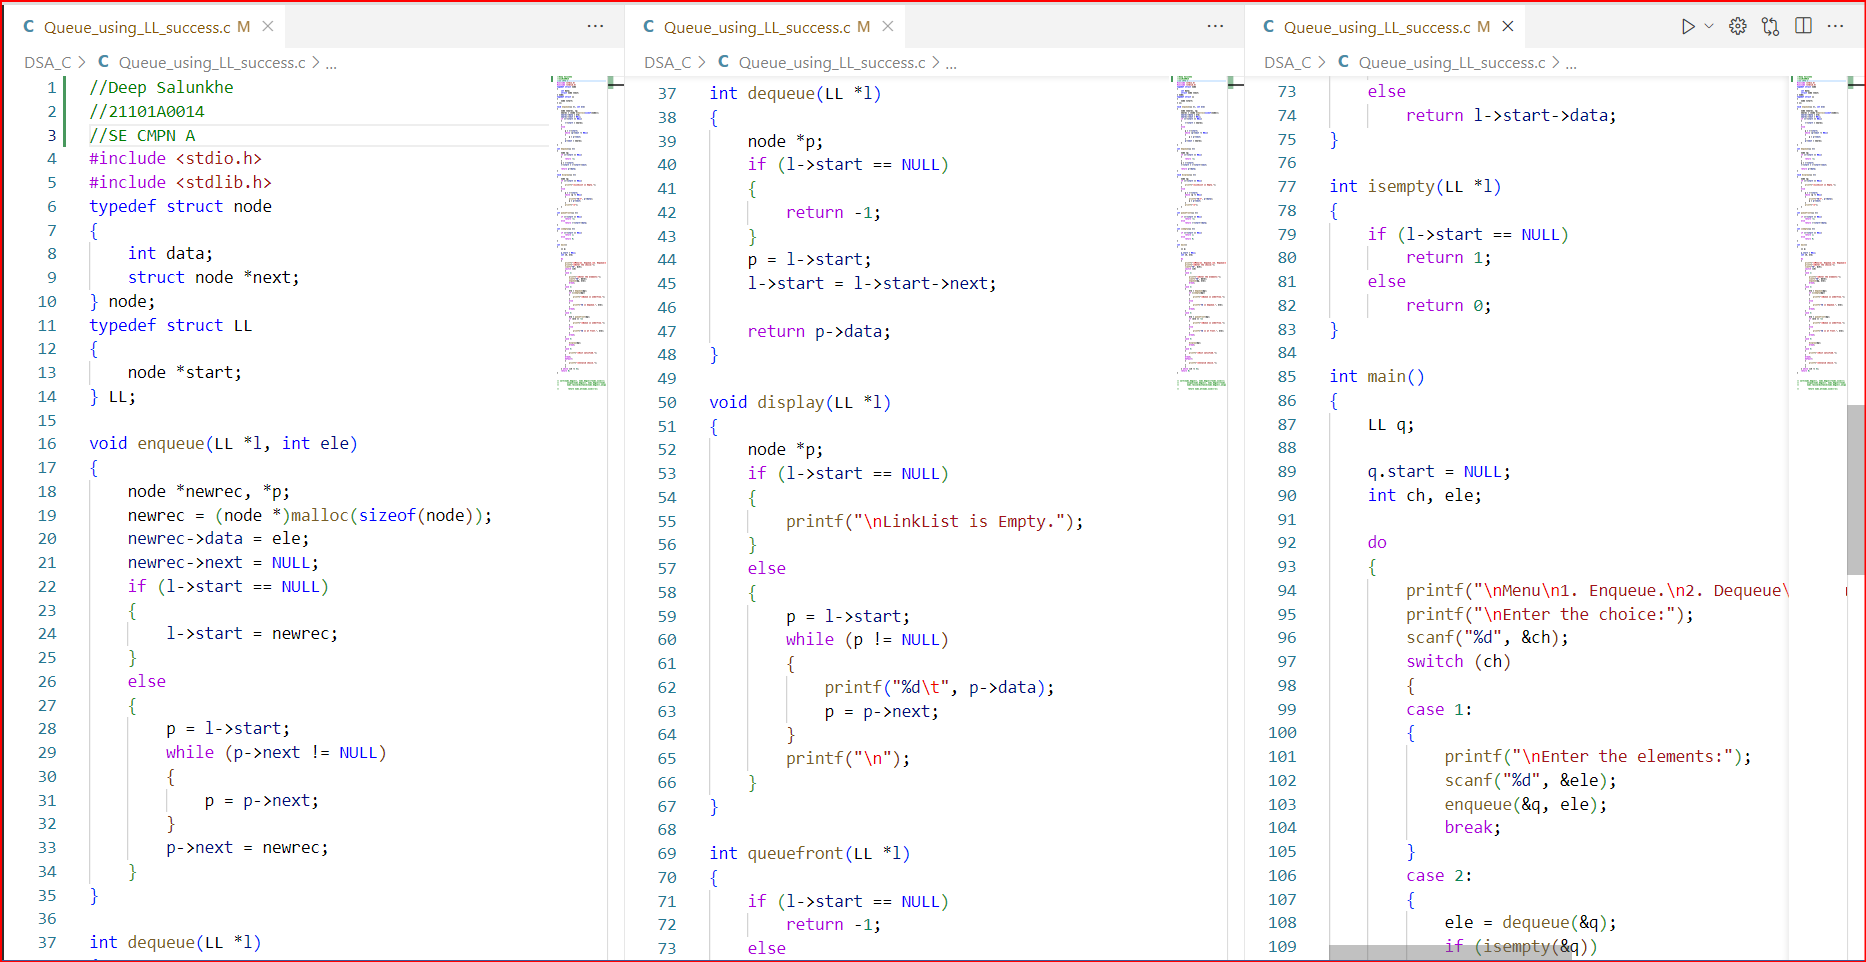 Queue_using_LL_success.c M
DSA_C > C Queue_using_LL_success.c > ...
1 //Deep Salunkhe
2 //21101A0014
3 //SE CMPN A
4 #include <stdio.h>
5 #include <stdlib.h>
6 typedef struct node
7 {
8     int data;
9     struct node *next;
10 } node;
11 typedef struct LL
12 {
13     node *start;
14 } LL;
15
16 void enqueue(LL *l, int ele)
17 {
18     node *newrec, *p;
19     newrec = (node *)malloc(sizeof(node));
20     newrec->data = ele;
21     newrec->next = NULL;
22     if (l->start == NULL)
23     {
24         l->start = newrec;
25     }
26     else
27     {
28         p = l->start;
29         while (p->next != NULL)
30         {
31             p = p->next;
32         }
33         p->next = newrec;
34     }
35 }
36
37 int dequeue(LL *l)
Queue_using_LL_success.c M
DSA_C > C Queue_using_LL_success.c > ...
37 int dequeue(LL *l)
38 {
39     node *p;
40     if (l->start == NULL)
41     {
42         return -1;
43     }
44     p = l->start;
45     l->start = l->start->next;
46
47     return p->data;
48 }
49
50 void display(LL *l)
51 {
52     node *p;
53     if (l->start == NULL)
54     {
55         printf("\nLinkList is Empty.");
56     }
57     else
58     {
59         p = l->start;
60         while (p != NULL)
61         {
62             printf("%d\t", p->data);
63             p = p->next;
64         }
65         printf("\n");
66     }
67 }
68
69 int queuefront(LL *l)
70 {
71     if (l->start == NULL)
72         return -1;
73     else
Queue_using_LL_success.c M
DSA_C > C Queue_using_LL_success.c > ...
73     else
74         return l->start->data;
75 }
76
77 int isempty(LL *l)
78 {
79     if (l->start == NULL)
80         return 1;
81     else
82         return 0;
83 }
84
85 int main()
86 {
87     LL q;
88
89     q.start = NULL;
90     int ch, ele;
91
92     do
93     {
94         printf("\nMenu\n1. Enqueue.\n2. Dequeue\
95         printf("\nEnter the choice:");
96         scanf("%d", &ch);
97         switch (ch)
98         {
99         case 1:
100         {
101             printf("\nEnter the elements:");
102             scanf("%d", &ele);
103             enqueue(&q, ele);
104             break;
105         }
106         case 2:
107         {
108             ele = dequeue(&q);
109             if (isempty(&q))